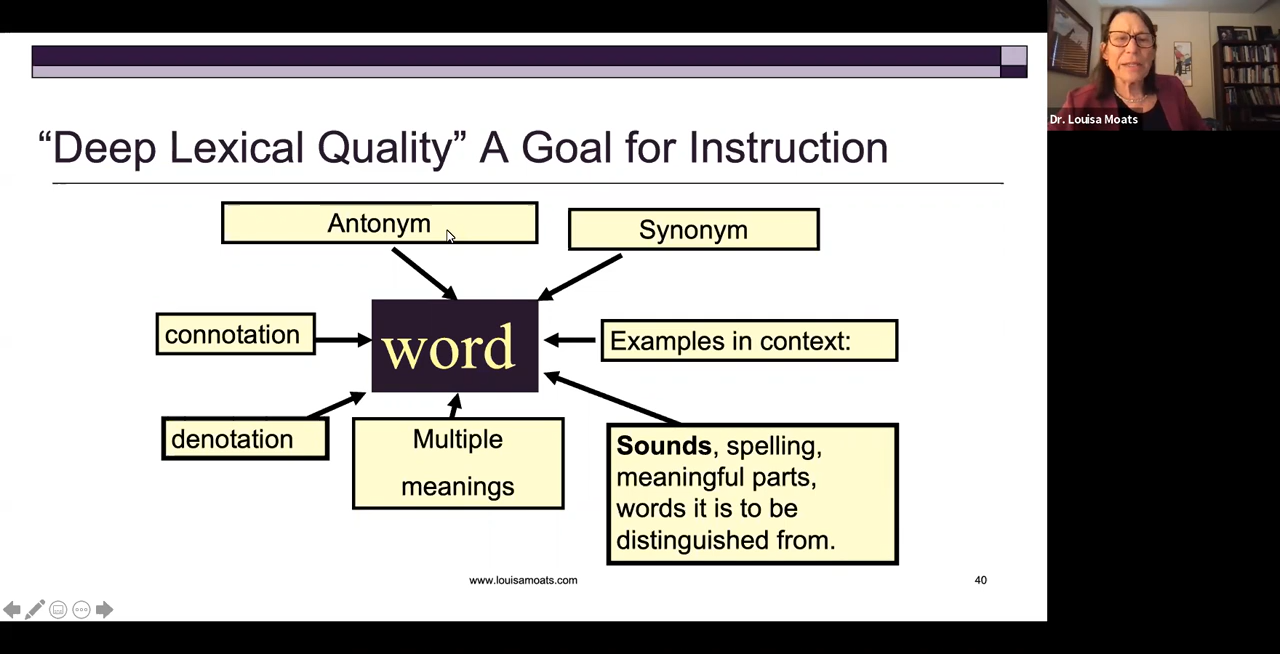 Dr. Louisa Moats
“Deep Lexical Quality” A Goal for Instruction
Antonym
Synonym
connotation
word
Examples in context:
denotation
Multiple
meanings
Sounds, spelling,
meaningful parts,
words it is to be
distinguished from.
www.louisamoats.com
40